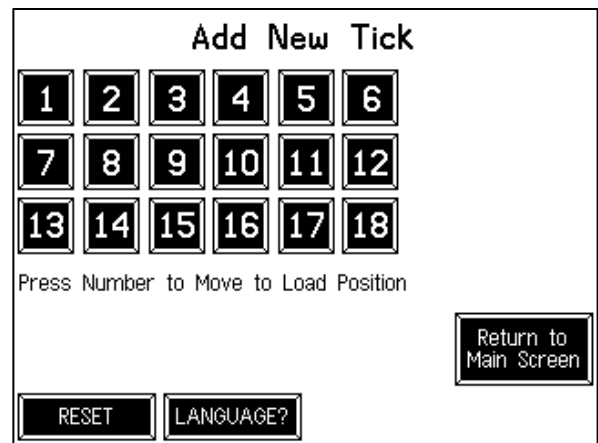 Add New Tick
1 2 3 4 5 6
7 8 9 10 11 12
13 14 15 16 17 18
Press Number to Move to Load Position
Return to
Main Screen
RESET LANGUAGE?